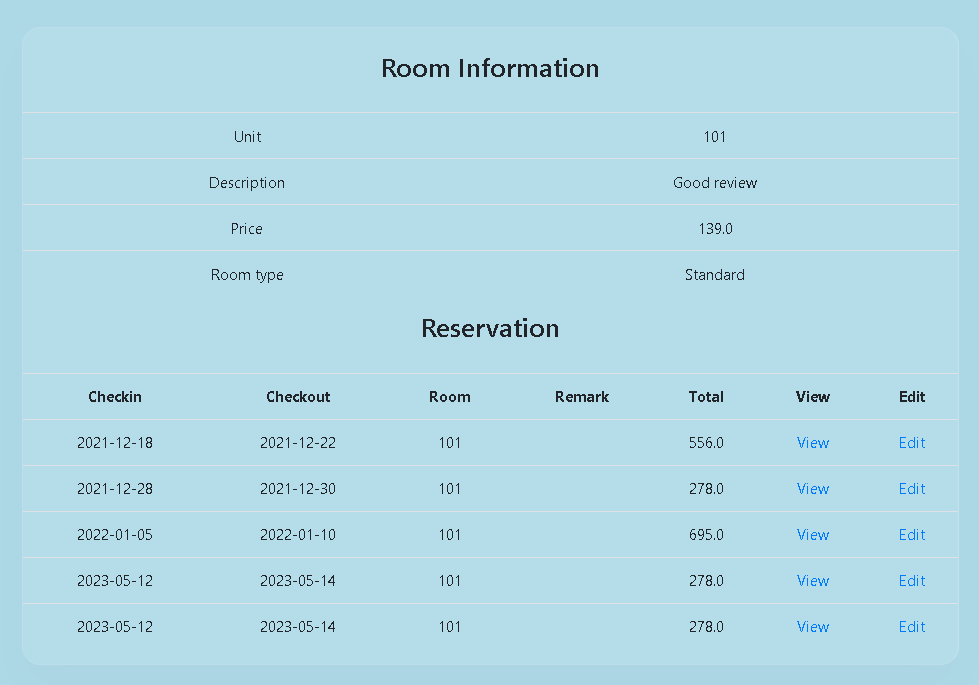 Room Information
Unit 101
Description Good review
Price 139.0
Room type Standard
Reservation
Checkin Checkout Room Remark Total View Edit
2021-12-18 2021-12-22 101 556.0 View Edit
2021-12-28 2021-12-30 101 278.0 View Edit
2022-01-05 2022-01-10 101 695.0 View Edit
2023-05-12 2023-05-14 101 278.0 View Edit
2023-05-12 2023-05-14 101 278.0 View Edit